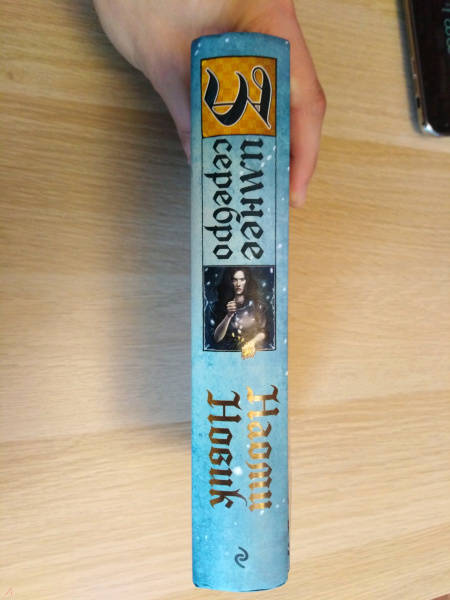 Зимнее
серебро
Наоми
Новик